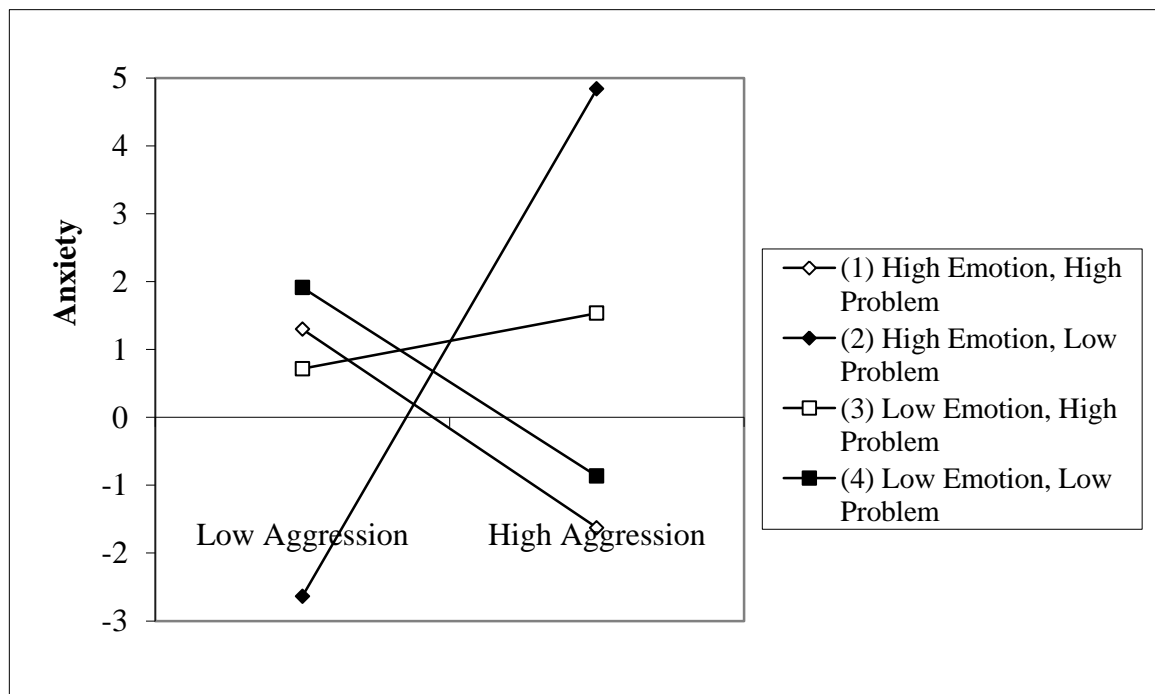 5
4
3
2
1
0
-1
-2
-3
Anxiety
Low Aggression
High Aggression
(1) High Emotion, High
Problem
(2) High Emotion, Low
Problem
(3) Low Emotion, High
Problem
(4) Low Emotion, Low
Problem